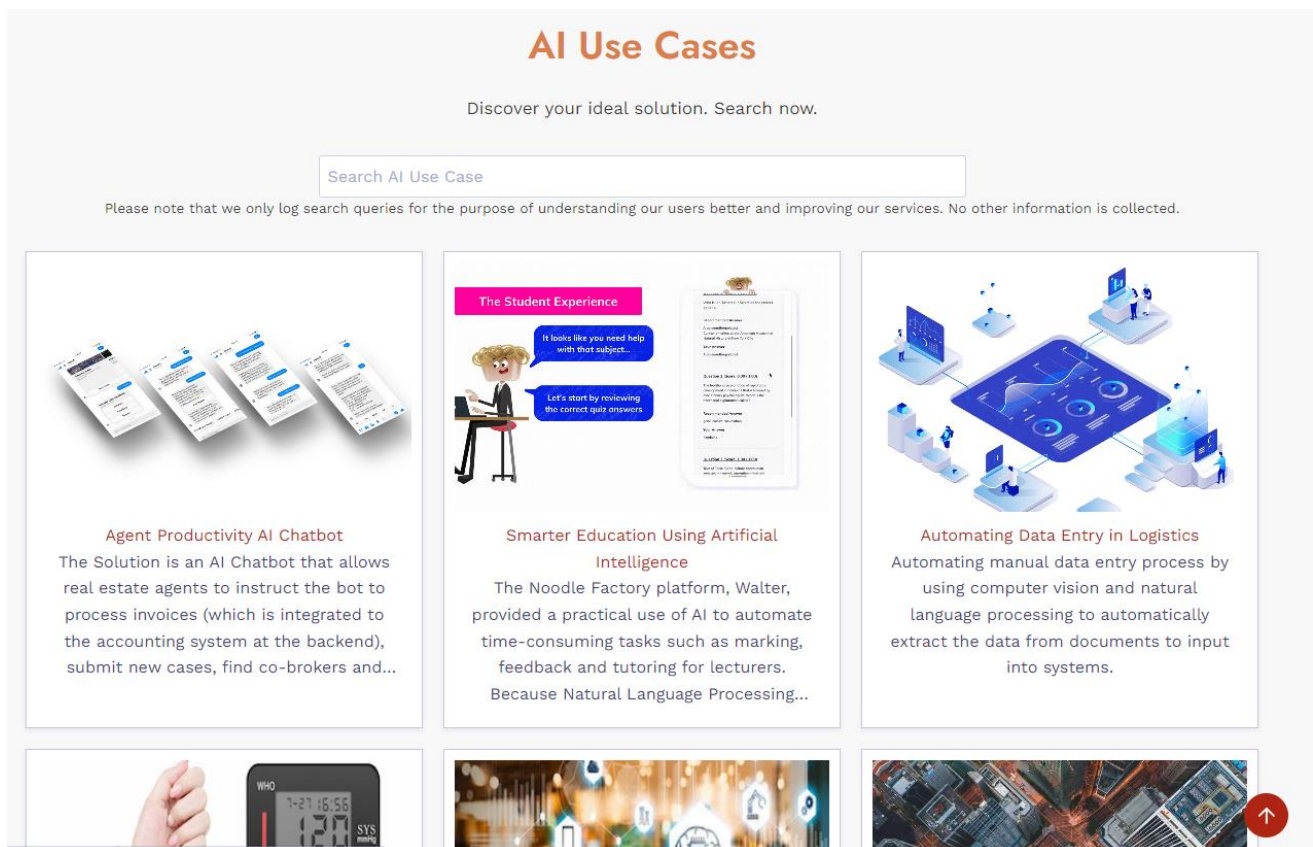 AI Use Cases
Discover your ideal solution. Search now.
Search AI Use Case
Please note that we only log search queries for the purpose of understanding our users better and improving our services. No other information is collected.
The Student Experience
It looks like you need help
with that subject...
Let's start by reviewing
the correct quiz answers
Agent Productivity AI Chatbot
The Solution is an AI Chatbot that allows
real estate agents to instruct the bot to
process invoices (which is integrated to
the accounting system at the backend),
submit new cases, find co-brokers and...
Smarter Education Using Artificial
Intelligence
The Noodle Factory platform, Walter,
provided a practical use of AI to automate
time-consuming tasks such as marking,
feedback and tutoring for lecturers.
Because Natural Language Processing...
Automating Data Entry in Logistics
Automating manual data entry process by
using computer vision and natural
language processing to automatically
extract the data from documents to input
into systems.
WHO
7-27 16:56
120 SYS
mmHg